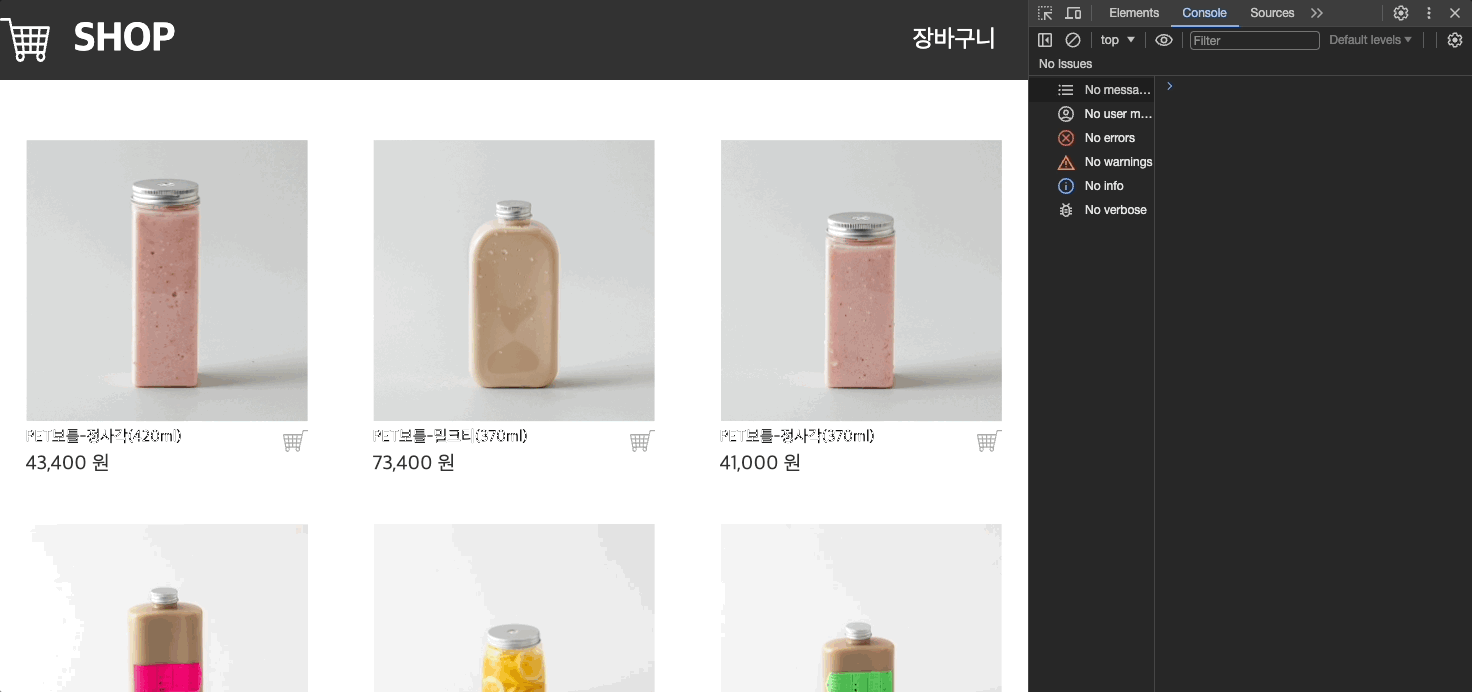 SHOP
장바구니
PET보틀-정사각(420ml)
43,400 원
PET보틀-밀크티(370ml)
73,400 원
PET보틀-정사각(370ml)
41,000 원
Elements
Console
Sources
top
Filter
Default levels
No Issues
No messa...
No user m...
No errors
No warnings
No info
No verbose